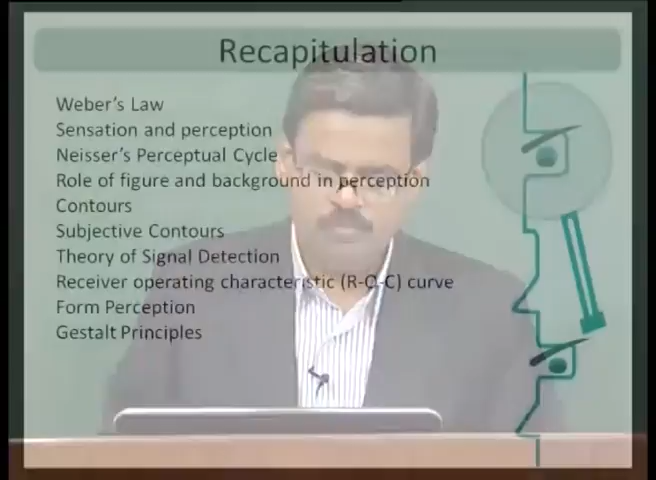 Recapitulation
Weber's Law
Sensation and perception
Neisser's Perceptual Cycle
Role of figure and background in perception
Contours
Subjective Contours
Theory of Signal Detection
Receiver operating characteristic (R-O-C) curve
Form Perception
Gestalt Principles